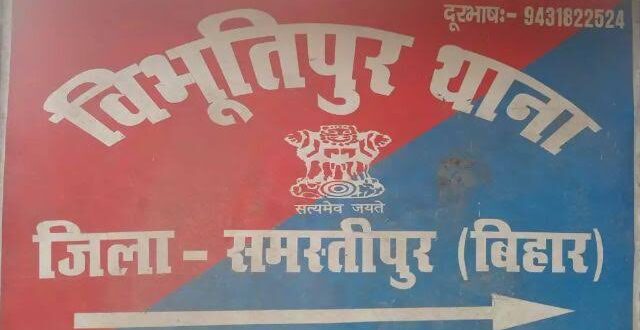 दूरभाषः- 9431822524
विभूतिपुर थाना
सत्यमेव जयते
जिला - समस्तीपुर (बिहार)